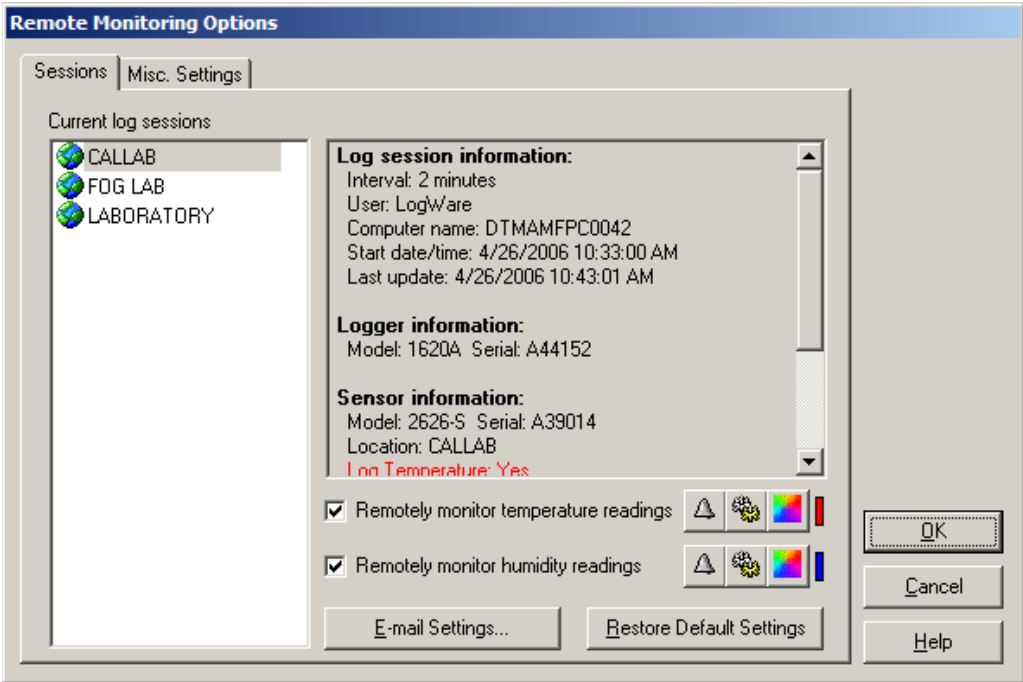 Remote Monitoring Options
Sessions
Misc. Settings
Current log sessions
CALLAB
FOG LAB
LABORATORY
Log session information:
Interval: 2 minutes
User: LogWare
Computer name: DTMAMFPC0042
Start date/time: 4/26/2006 10:33:00 AM
Last update: 4/26/2006 10:43:01 AM
Logger information:
Model: 1620A  Serial: A44152
Sensor information:
Model: 2626-S  Serial: A39014
Location: CALLAB
Log Temperature: Yes
Remotely monitor temperature readings
Remotely monitor humidity readings
E-mail Settings...
Restore Default Settings
OK
Cancel
Help